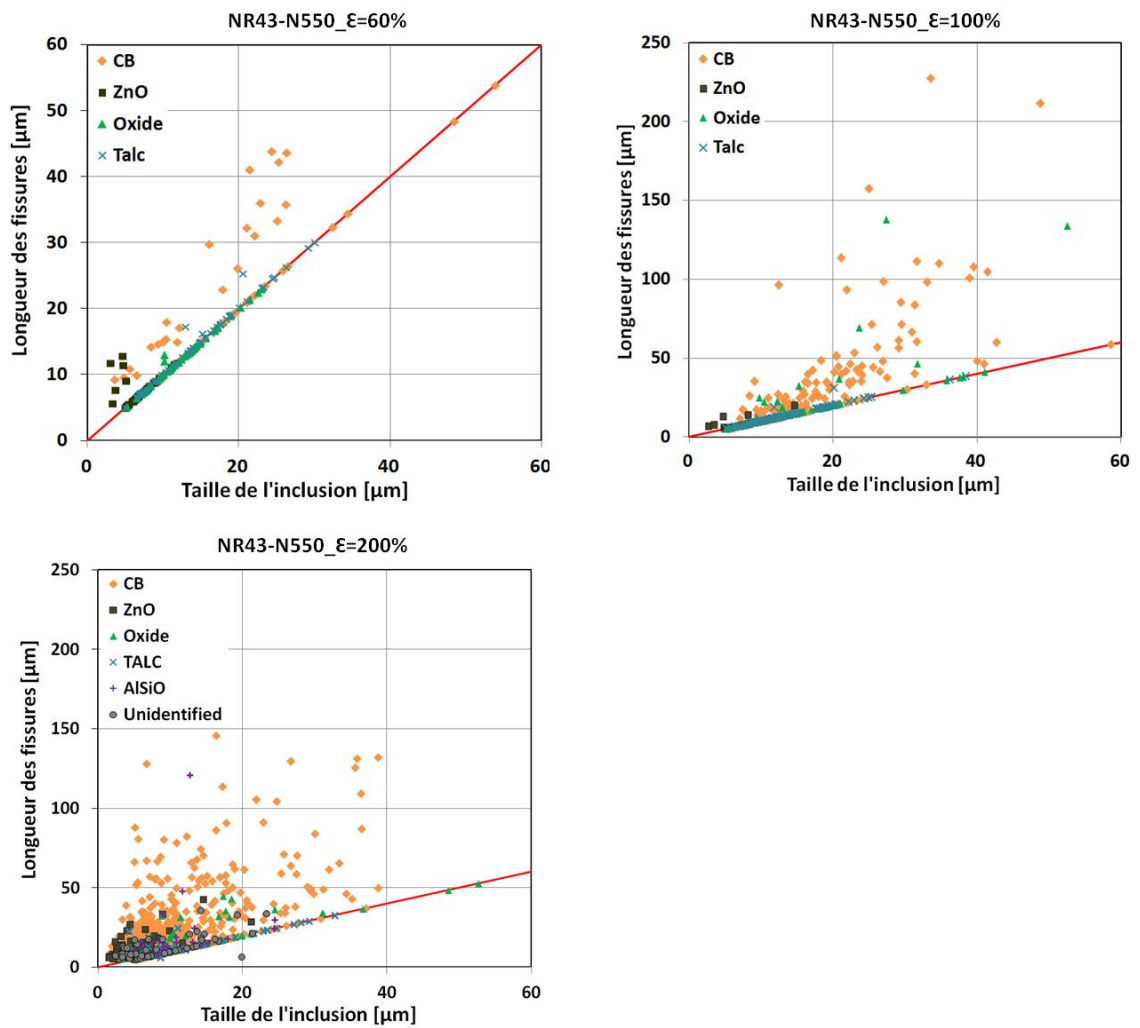 NR43-N550_Ɛ=60%
60
50
40
30
20
10
0
Longueur des fissures [µm]
CB
ZnO
Oxide
Talc
0 20 40 60
Taille de l'inclusion [µm]
NR43-N550_Ɛ=100%
250
200
150
100
50
0
Longueur des fissures [µm]
CB
ZnO
Oxide
Talc
0 20 40 60
Taille de l'inclusion [µm]
NR43-N550_Ɛ=200%
250
200
150
100
50
0
Longueur des fissures [µm]
CB
ZnO
Oxide
TALC
AlSiO
Unidentified
0 20 40 60
Taille de l'inclusion [µm]